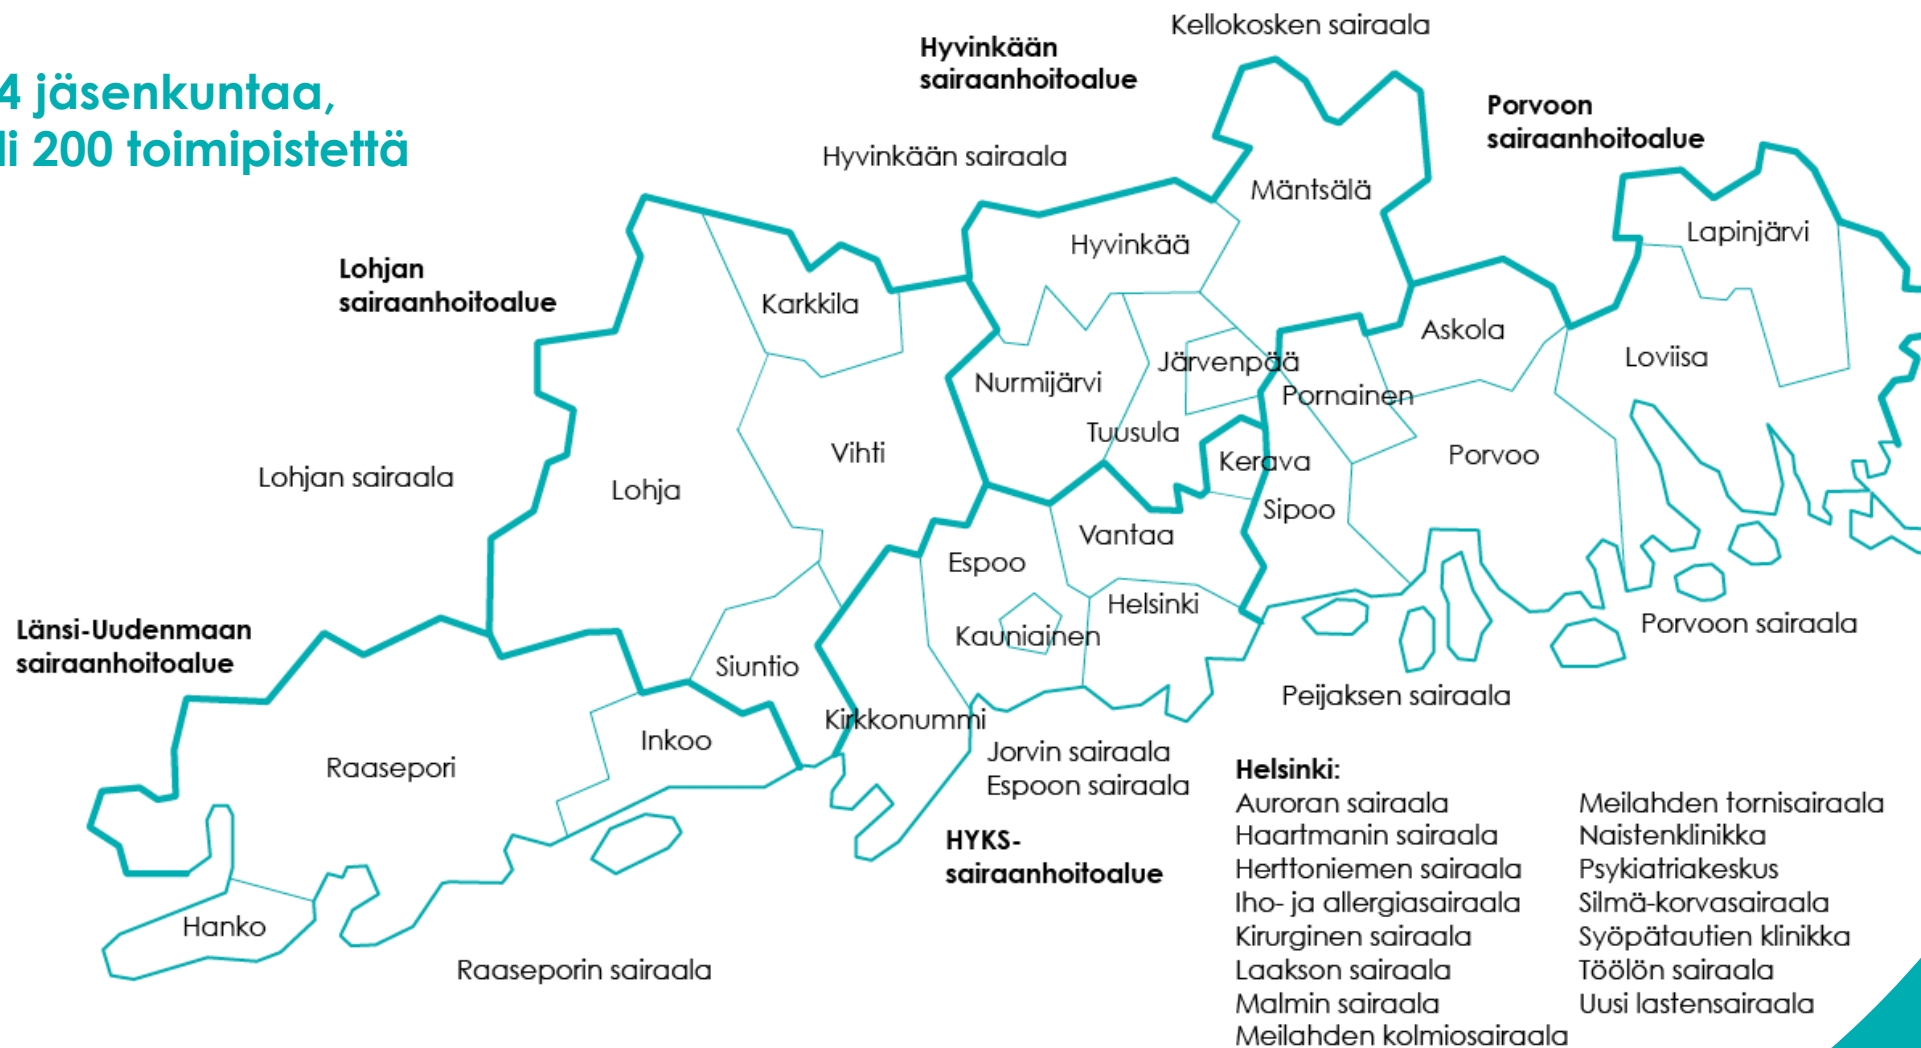 4 jäsenkuntaa,
li 200 toimipistettä
Kellokosken sairaala
Hyvinkään
sairaanhoitoalue
Porvoon
sairaanhoitoalue
Hyvinkään sairaala
Mäntsälä
Lapinjärvi
Hyvinkää
Lohjan
sairaanhoitoalue
Karkkila
Askola
Loviisa
Järvenpää
Nurmijärvi
Pornainen
Tuusula
Vihti
Kerava
Porvoo
Lohjan sairaala
Lohja
Sipoo
Vantaa
Espoo
Helsinki
Länsi-Uudenmaan
sairaanhoitoalue
Kauniainen
Porvoon sairaala
Siuntio
Peijaksen sairaala
Kirkkonummi
Inkoo
Raasepori
Jorvin sairaala
Espoon sairaala
HYKS-
sairaanhoitoalue
Hanko
Raaseporin sairaala
Helsinki:
Auroran sairaala
Haartmanin sairaala
Herttoniemen sairaala
Iho- ja allergiasairaala
Kirurginen sairaala
Laakson sairaala
Malmin sairaala
Meilahden kolmiosairaala
Meilahden tornisairaala
Naistenklinikka
Psykiatriakeskus
Silmä-korvasairaala
Syöpätautien klinikka
Töölön sairaala
Uusi lastensairaala